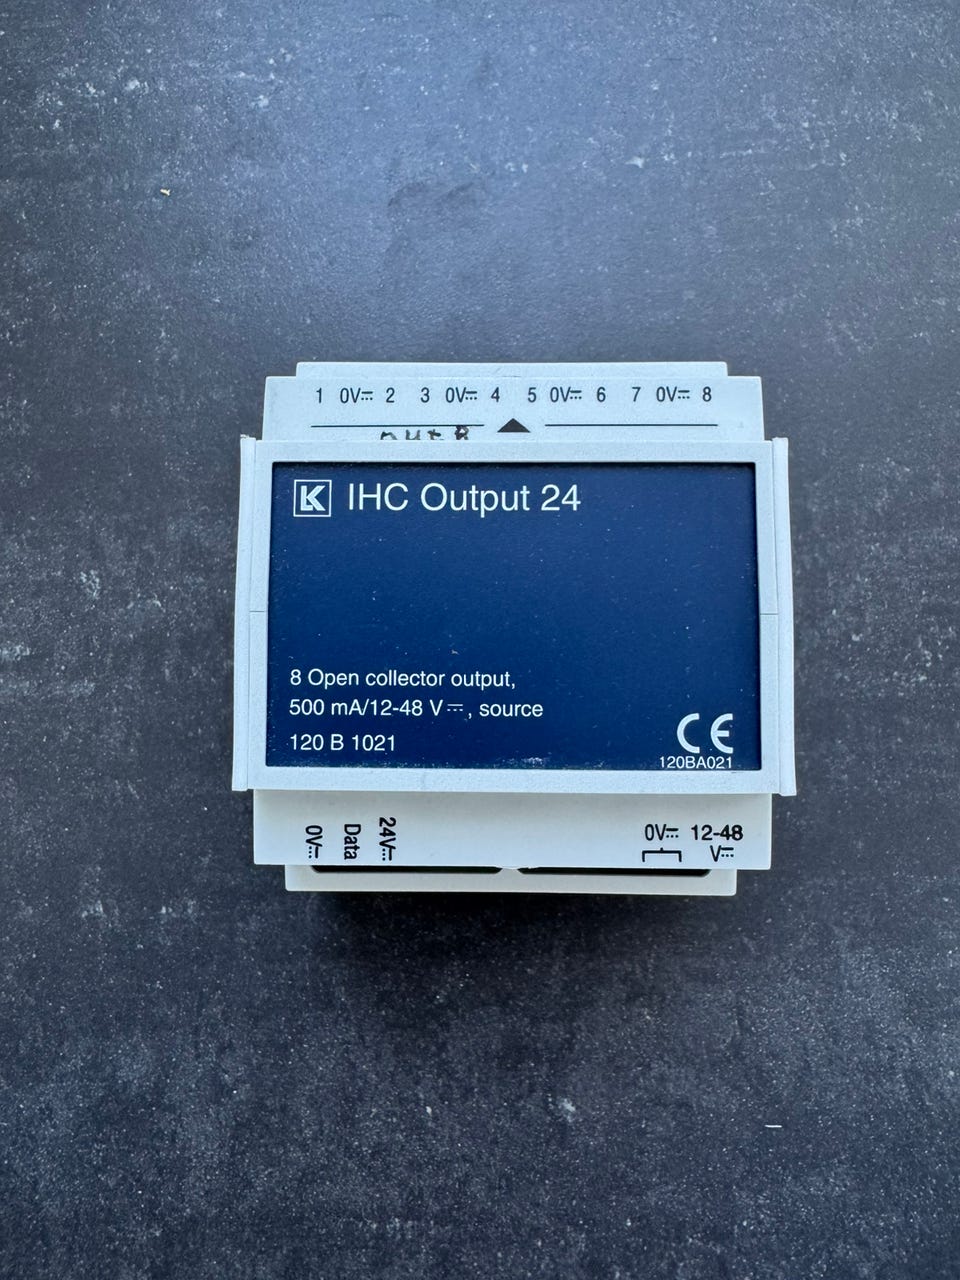 1 0V⎓ 2 3 0V⎓ 4 5 0V⎓ 6 7 0V⎓ 8
LK IHC Output 24
8 Open collector output,
500 mA/12-48 V⎓, source
120 B 1021
CE
120BA021
0V⎓ Data 24V⎓
0V⎓ 12-48 V⎓